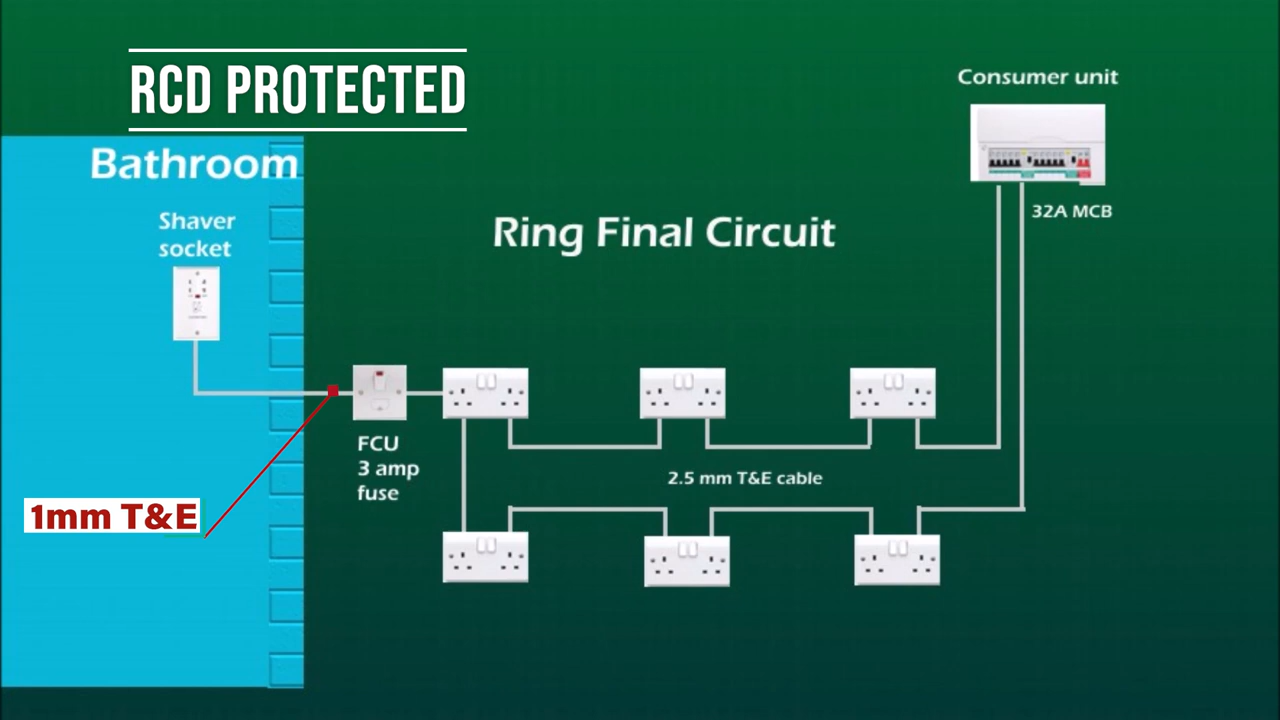 RCD PROTECTED
Consumer unit
Bathroom
32A MCB
Shaver
socket
Ring Final Circuit
FCU
3 amp
fuse
2.5 mm T&E cable
1mm T&E